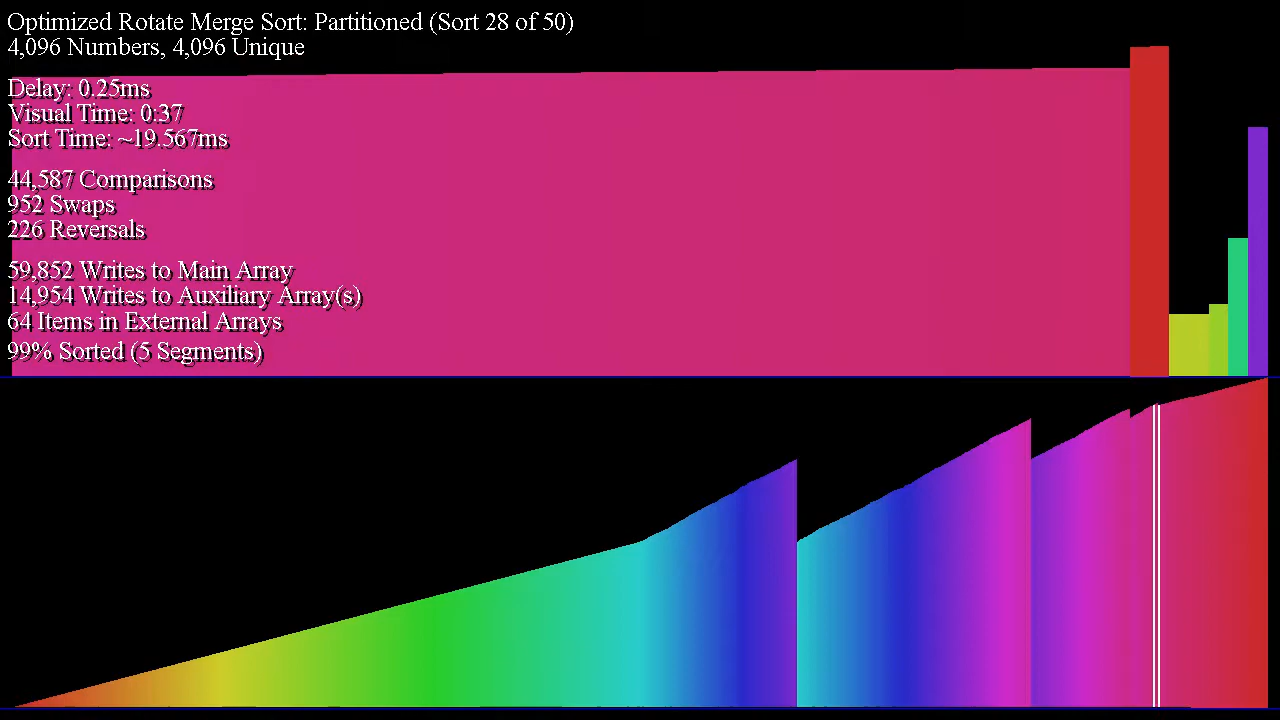 Optimized Rotate Merge Sort: Partitioned (Sort 28 of 50)
4,096 Numbers, 4,096 Unique
Delay: 0.25ms
Visual Time: 0:37
Sort Time: ~19.567ms
44,587 Comparisons
952 Swaps
226 Reversals
59,852 Writes to Main Array
14,954 Writes to Auxiliary Array(s)
64 Items in External Arrays
99% Sorted (5 Segments)